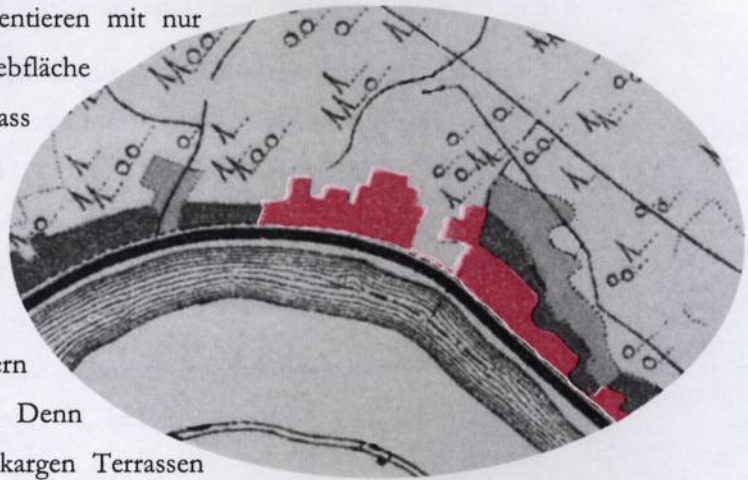 entieren mit nur
ebfläche
ass
ern
Denn
kargen Terrassen